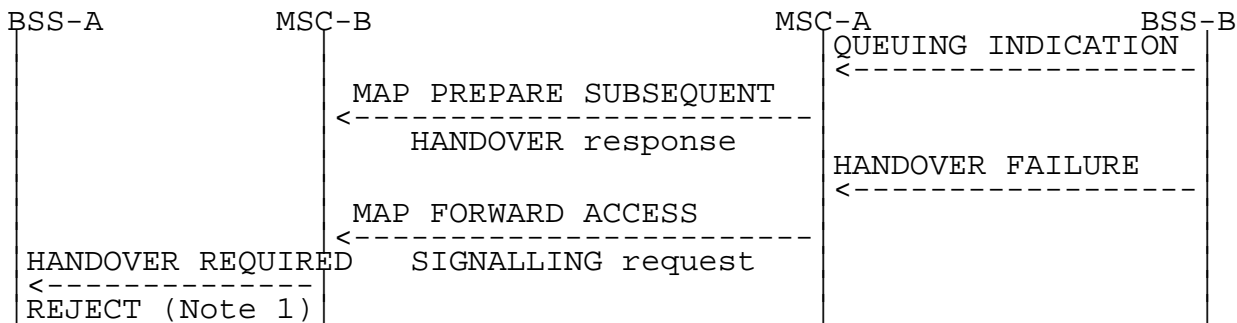 BSS-A MSC-B MSC-A BSS-B
QUEUING INDICATION
MAP PREPARE SUBSEQUENT
HANDOVER response
HANDOVER FAILURE
MAP FORWARD ACCESS
HANDOVER REQUIRED SIGNALLING request
REJECT (Note 1)